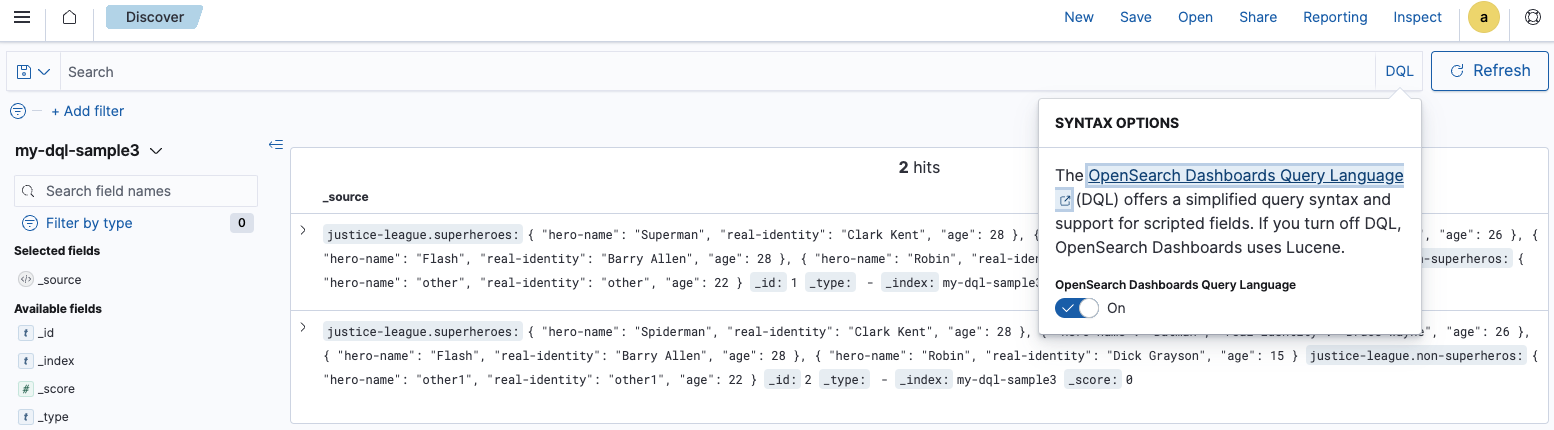 Discover
New Save Open Share Reporting Inspect a
Search DQL Refresh
+ Add filter
my-dql-sample3
Search field names
Filter by type 0
Selected fields
_source
Available fields
t _id
t _index
# _score
t _type
2 hits
_source
justice-league.superheroes: { "hero-name": "Superman", "real-identity": "Clark Kent", "age": 28 }, { "age": 26 }, {
"hero-name": "Flash", "real-identity": "Barry Allen", "age": 28 }, { "hero-name": "Robin", "real-iden n-superheros: {
"hero-name": "other", "real-identity": "other", "age": 22 } _id: 1 _type: - _index: my-dql-sample3
justice-league.superheroes: { "hero-name": "Spiderman", "real-identity": "Clark Kent", "age": 28 }, "age": 26 },
{ "hero-name": "Flash", "real-identity": "Barry Allen", "age": 28 }, { "hero-name": "Robin", "real-identity": "Dick Grayson", "age": 15 } justice-league.non-superheros: {
"hero-name": "other1", "real-identity": "other1", "age": 22 } _id: 2 _type: - _index: my-dql-sample3 _score: 0
SYNTAX OPTIONS
The OpenSearch Dashboards Query Language
(DQL) offers a simplified query syntax and
support for scripted fields. If you turn off DQL,
OpenSearch Dashboards uses Lucene.
OpenSearch Dashboards Query Language
On